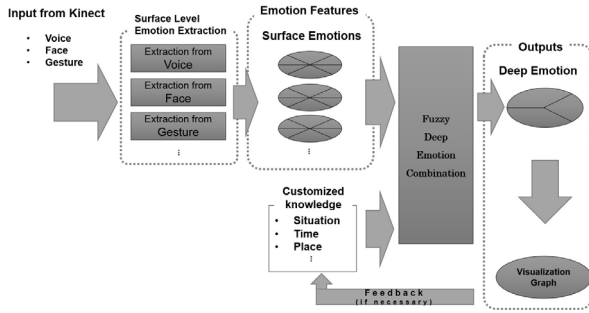 Input from Kinect
• Voice
• Face
• Gesture
Surface Level
Emotion Extraction
Extraction from
Voice
Extraction from
Face
Extraction from
Gesture
⋮
Emotion Features
Surface Emotions
⋮
Customized
knowledge
• Situation
• Time
• Place
⋮
Fuzzy
Deep
Emotion
Combination
Outputs
Deep Emotion
Visualization
Graph
Feedback
(if necessary)